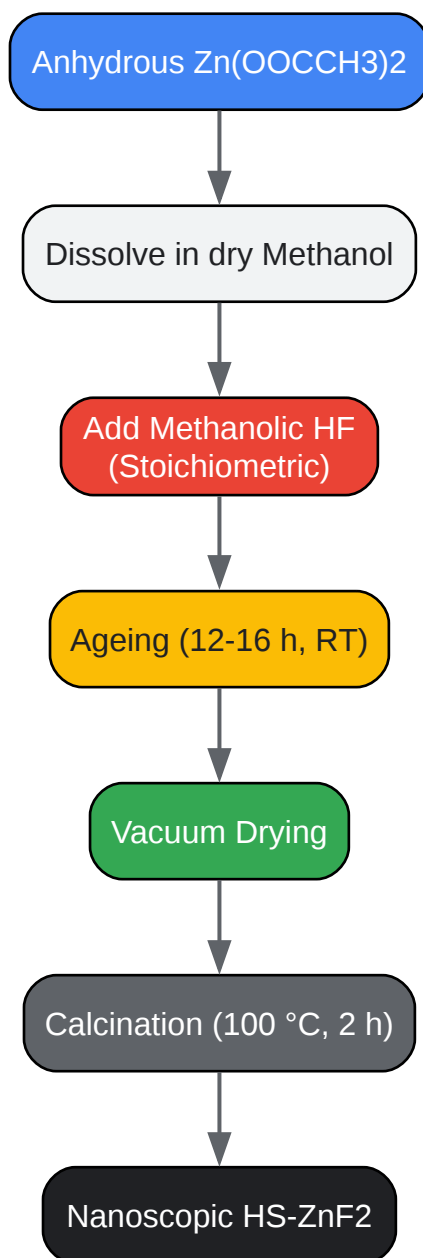 Anhydrous Zn(OOCCH3)2
Dissolve in dry Methanol
Add Methanolic HF
(Stoichiometric)
Ageing (12-16 h, RT)
Vacuum Drying
Calcination (100 °C, 2 h)
Nanoscopic HS-ZnF2